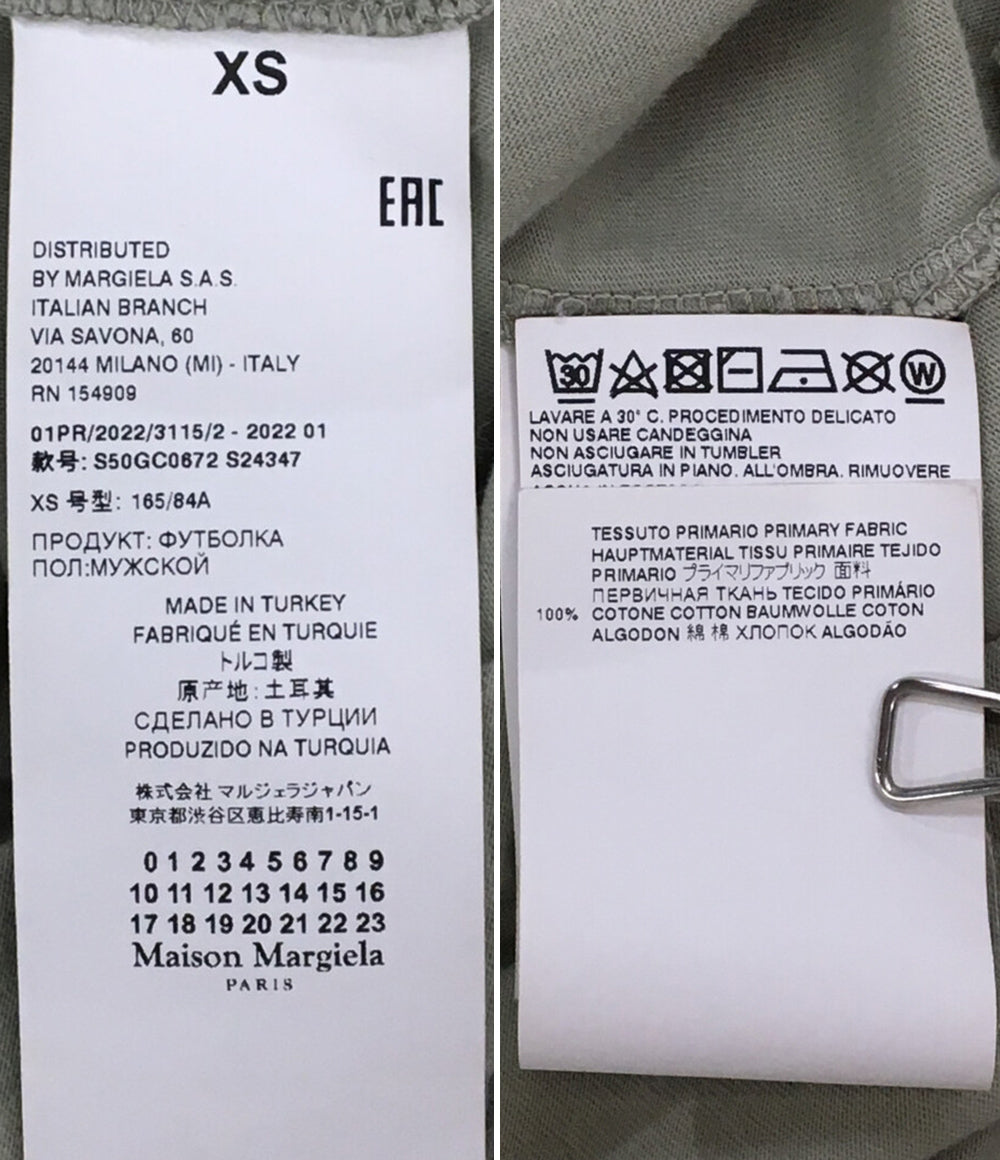 XS
EAC
DISTRIBUTED
BY MARGIELA S.A.S.
ITALIAN BRANCH
VIA SAVONA, 60
20144 MILANO (MI) - ITALY
RN 154909
01PR/2022/3115/2 - 2022 01
款号: S50GC0672 S24347
XS 号型: 165/84A
ПРОДУКТ: ФУТБОЛКА
ПОЛ:МУЖСКОЙ
MADE IN TURKEY
FABRIQUÉ EN TURQUIE
トルコ製
原产地: 土耳其
СДЕЛАНО В ТУРЦИИ
PRODUZIDO NA TURQUIA
株式会社 マルジェラジャパン
東京都渋谷区恵比寿南1-15-1
0 1 2 3 4 5 6 7 8 9
10 11 12 13 14 15 16
17 18 19 20 21 22 23
Maison Margiela
PARIS
30 W
LAVARE A 30° C. PROCEDIMENTO DELICATO
NON USARE CANDEGGINA
NON ASCIUGARE IN TUMBLER
ASCIUGATURA IN PIANO. ALL'OMBRA. RIMUOVERE
TESSUTO PRIMARIO PRIMARY FABRIC
HAUPTMATERIAL TISSU PRIMAIRE TEJIDO
PRIMARIO プライマリファブリック 面料
ПЕРВИЧНАЯ ТКАНЬ TECIDO PRIMÁRIO
100% COTONE COTTON BAUMWOLLE COTON
ALGODON 綿 棉 ХЛОПОК ALGODÃO